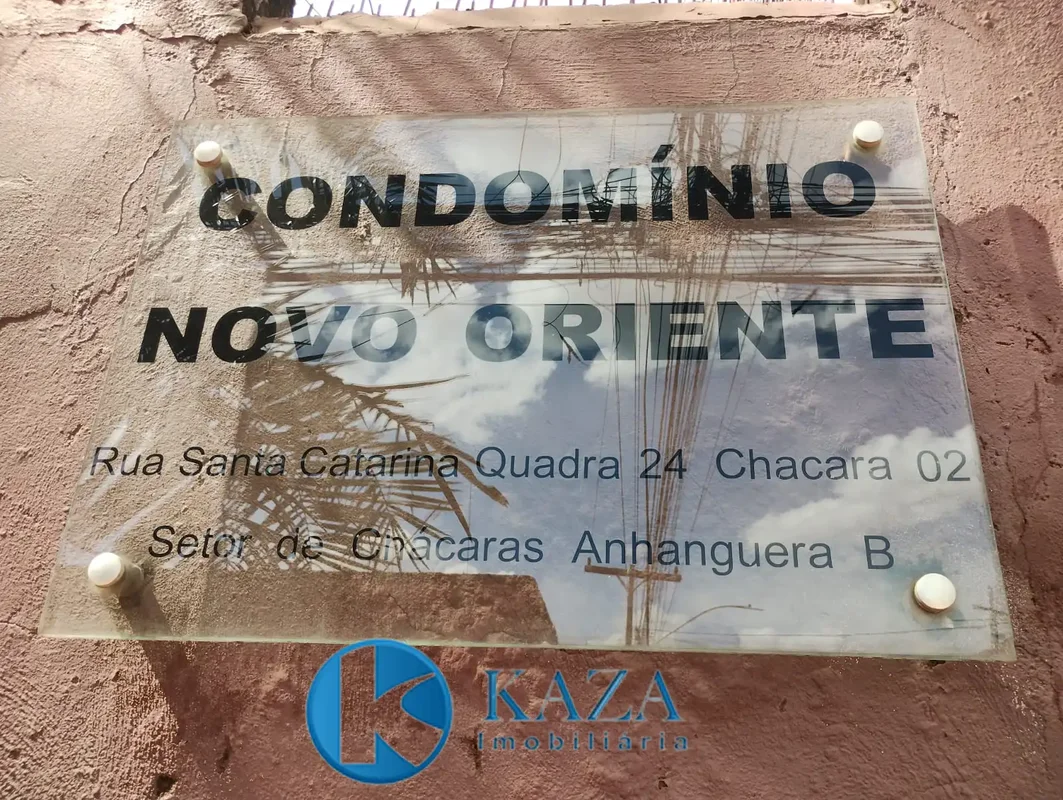 CONDOMÍNIO
NOVO ORIENTE
Rua Santa Catarina Quadra 24 Chacara 02
Setor de Chácaras Anhanguera B
KAZA
Imobiliária